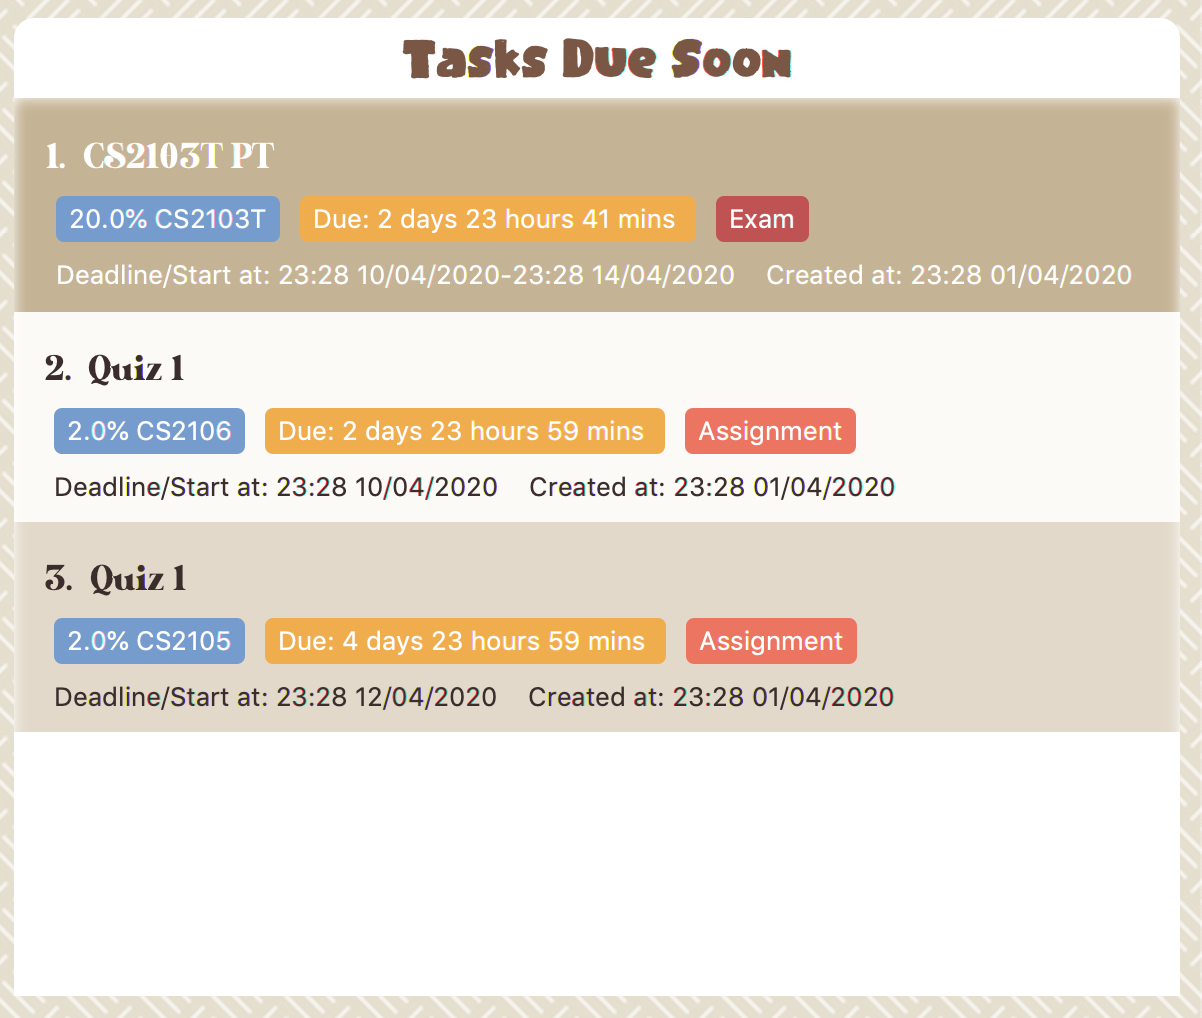 Tasks Due Soon
1. CS2103T PT
20.0% CS2103T Due: 2 days 23 hours 41 mins Exam
Deadline/Start at: 23:28 10/04/2020-23:28 14/04/2020 Created at: 23:28 01/04/2020
2. Quiz 1
2.0% CS2106 Due: 2 days 23 hours 59 mins Assignment
Deadline/Start at: 23:28 10/04/2020 Created at: 23:28 01/04/2020
3. Quiz 1
2.0% CS2105 Due: 4 days 23 hours 59 mins Assignment
Deadline/Start at: 23:28 12/04/2020 Created at: 23:28 01/04/2020